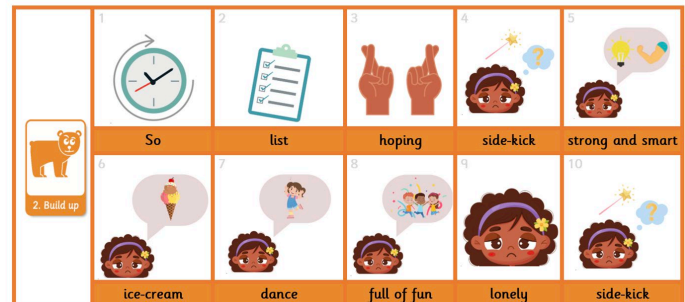 1 2 3 4 5
So list hoping side-kick strong and smart
2. Build up
6 7 8 9 10
ice-cream dance full of fun lonely side-kick